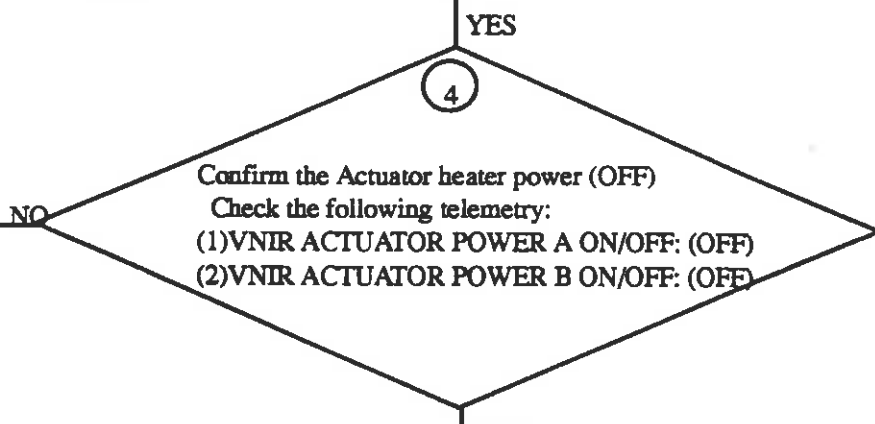 YES
4
Confirm the Actuator heater power (OFF)
Check the following telemetry:
NO
(1)VNIR ACTUATOR POWER A ON/OFF: (OFF)
(2)VNIR ACTUATOR POWER B ON/OFF: (OFF)